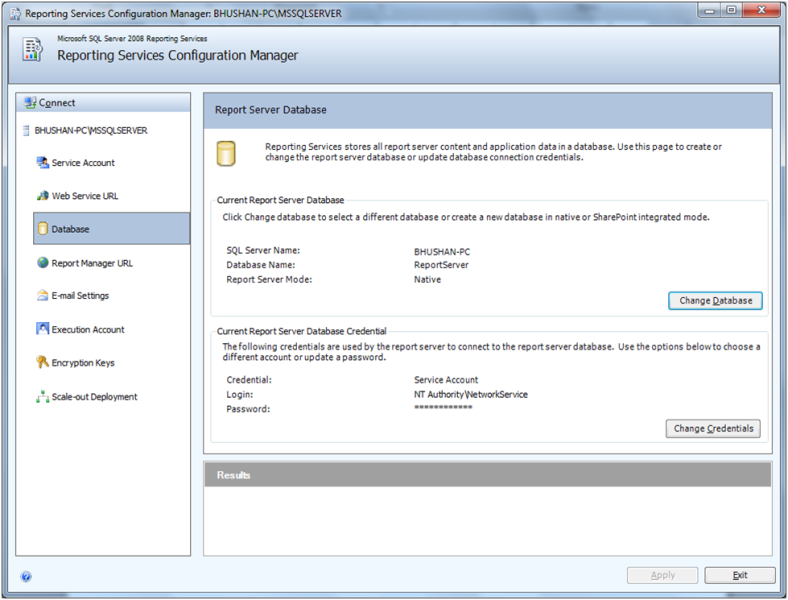 Reporting Services Configuration Manager: BHUSHAN-PC\MSSQLSERVER
Microsoft SQL Server 2008 Reporting Services
Reporting Services Configuration Manager
Connect
BHUSHAN-PC\MSSQLSERVER
Service Account
Web Service URL
Database
Report Manager URL
E-mail Settings
Execution Account
Encryption Keys
Scale-out Deployment
Report Server Database
Reporting Services stores all report server content and application data in a database. Use this page to create or
change the report server database or update database connection credentials.
Current Report Server Database
Click Change database to select a different database or create a new database in native or SharePoint integrated mode.
SQL Server Name: BHUSHAN-PC
Database Name: ReportServer
Report Server Mode: Native
Change Database
Current Report Server Database Credential
The following credentials are used by the report server to connect to the report server database. Use the options below to choose a
different account or update a password.
Credential: Service Account
Login: NT Authority\NetworkService
Password: ************
Change Credentials
Results
Apply
Exit